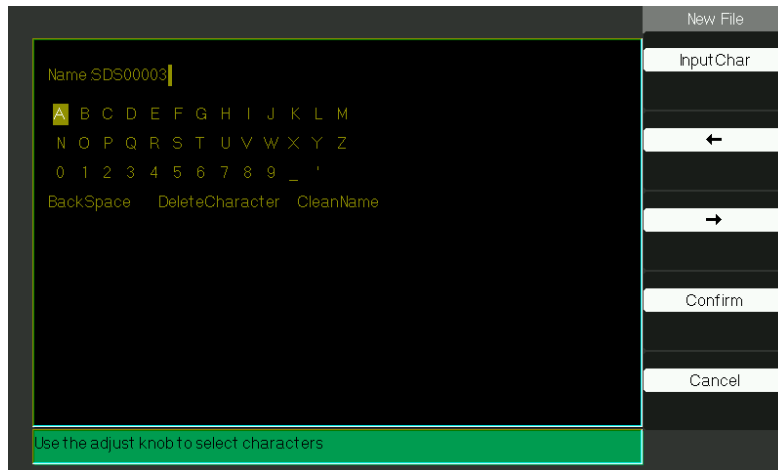 New File
Name:SDS00003
A B C D E F G H I J K L M
N O P Q R S T U V W X Y Z
0 1 2 3 4 5 6 7 8 9 _ '
BackSpace DeleteCharacter CleanName
InputChar
←
→
Confirm
Cancel
Use the adjust knob to select characters